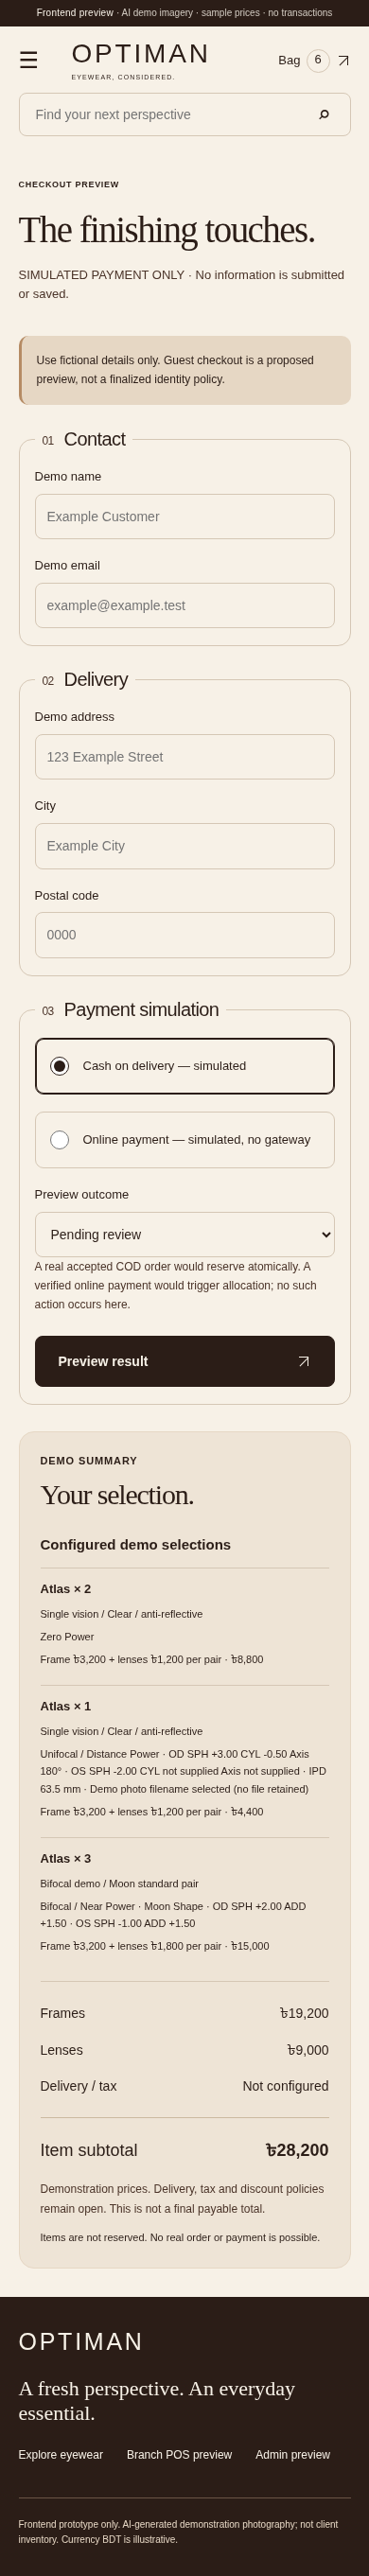 Frontend preview · AI demo imagery · sample prices · no transactions
OPTIMAN
EYEWEAR, CONSIDERED.
Bag 6
Find your next perspective
CHECKOUT PREVIEW
The finishing touches.
SIMULATED PAYMENT ONLY · No information is submitted
or saved.
Use fictional details only. Guest checkout is a proposed
preview, not a finalized identity policy.
01 Contact
Demo name
Example Customer
Demo email
example@example.test
02 Delivery
Demo address
123 Example Street
City
Example City
Postal code
0000
03 Payment simulation
Cash on delivery — simulated
Online payment — simulated, no gateway
Preview outcome
Pending review
A real accepted COD order would reserve atomically. A
verified online payment would trigger allocation; no such
action occurs here.
Preview result
DEMO SUMMARY
Your selection.
Configured demo selections
Atlas × 2
Single vision / Clear / anti-reflective
Zero Power
Frame ৳3,200 + lenses ৳1,200 per pair · ৳8,800
Atlas × 1
Single vision / Clear / anti-reflective
Unifocal / Distance Power · OD SPH +3.00 CYL -0.50 Axis
180° · OS SPH -2.00 CYL not supplied Axis not supplied · IPD
63.5 mm · Demo photo filename selected (no file retained)
Frame ৳3,200 + lenses ৳1,200 per pair · ৳4,400
Atlas × 3
Bifocal demo / Moon standard pair
Bifocal / Near Power · Moon Shape · OD SPH +2.00 ADD
+1.50 · OS SPH -1.00 ADD +1.50
Frame ৳3,200 + lenses ৳1,800 per pair · ৳15,000
Frames ৳19,200
Lenses ৳9,000
Delivery / tax Not configured
Item subtotal ৳28,200
Demonstration prices. Delivery, tax and discount policies
remain open. This is not a final payable total.
Items are not reserved. No real order or payment is possible.
OPTIMAN
A fresh perspective. An everyday
essential.
Explore eyewear Branch POS preview Admin preview
Frontend prototype only. AI-generated demonstration photography; not client
inventory. Currency BDT is illustrative.